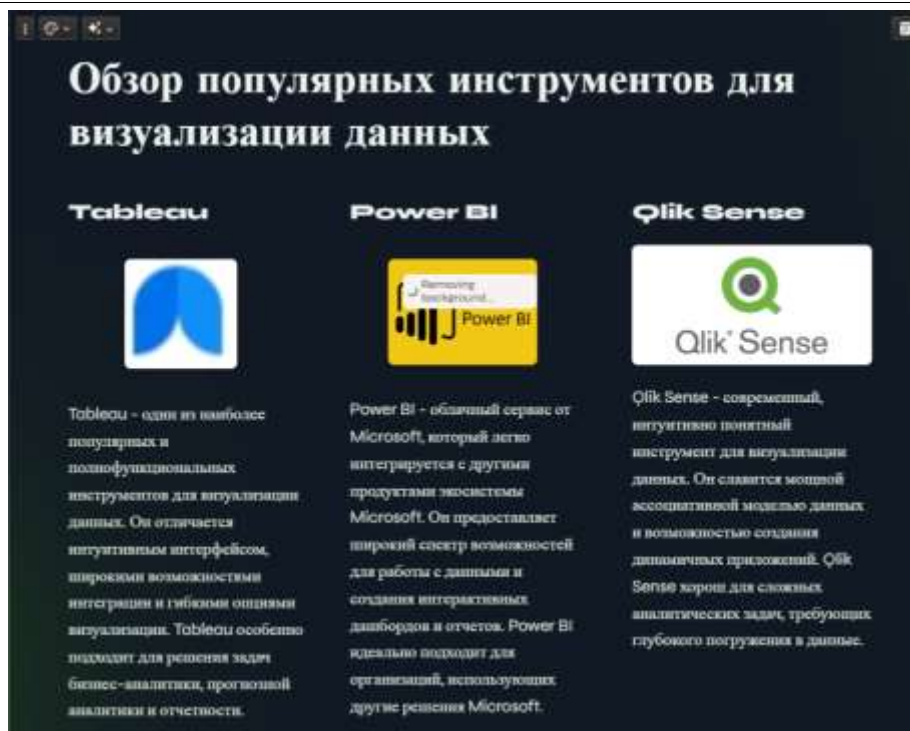 Обзор популярных инструментов для
визуализации данных
Tableau
Power BI
Qlik Sense
Removing
background...
Power BI
Qlik Sense
Tableau - один из наиболее
популярных и
полнофункциональных
инструментов для визуализации
данных. Он отличается
интуитивным интерфейсом,
широкими возможностями
интеграции и гибкими опциями
визуализации. Tableau особенно
подходит для решения задач
бизнес-аналитики, прогнозной
аналитики и отчетности.
Power BI - облачный сервис от
Microsoft, который легко
интегрируется с другими
продуктами экосистемы
Microsoft. Он предоставляет
широкий спектр возможностей
для работы с данными и
создания интерактивных
дашбордов и отчетов. Power BI
идеально подходит для
организаций, использующих
другие решения Microsoft.
Qlik Sense - современный,
интуитивно понятный
инструмент для визуализации
данных. Он славится мощной
ассоциативной моделью данных
и возможностью создания
динамичных приложений. Qlik
Sense хорош для сложных
аналитических задач, требующих
глубокого погружения в данные.